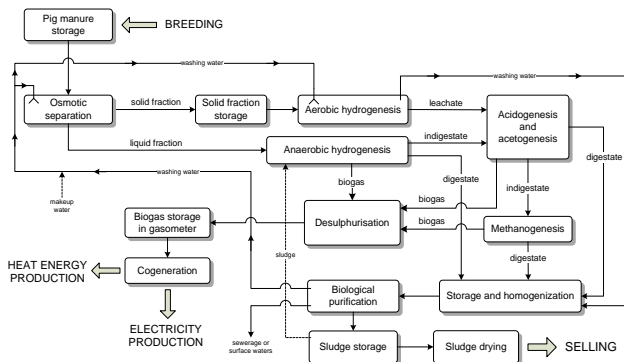 Pig manure
storage
BREEDING
washing water
washing water
Osmotic
separation
solid fraction
Solid fraction
storage
Aerobic hydrogenesis
leachate
Acidogenesis
and
acetogenesis
liquid fraction
Anaerobic hydrogenesis
indigestate
digestate
washing water
biogas
digestate
biogas
indigestate
makeup
water
Biogas storage
in gasometer
Desulphurisation
biogas
Methanogenesis
sludge
digestate
HEAT ENERGY
PRODUCTION
Cogeneration
Biological
purification
Storage and homogenization
ELECTRICITY
PRODUCTION
sewerage or
surface waters
Sludge storage
Sludge drying
SELLING